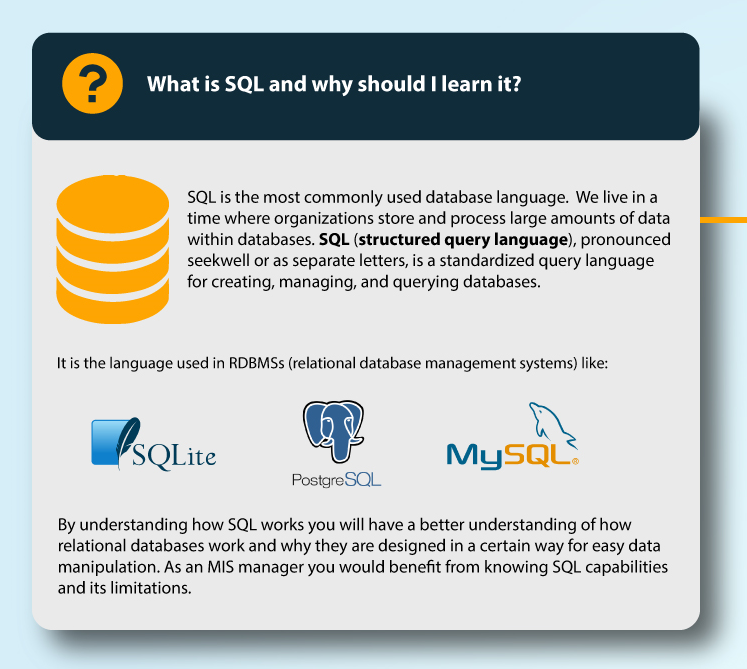 ?
What is SQL and why should I learn it?
SQL is the most commonly used database language. We live in a
time where organizations store and process large amounts of data
within databases. SQL (structured query language), pronounced
seekwell or as separate letters, is a standardized query language
for creating, managing, and querying databases.
It is the language used in RDBMSs (relational database management systems) like:
SQLite
PostgreSQL
MySQL®
By understanding how SQL works you will have a better understanding of how
relational databases work and why they are designed in a certain way for easy data
manipulation. As an MIS manager you would benefit from knowing SQL capabilities
and its limitations.